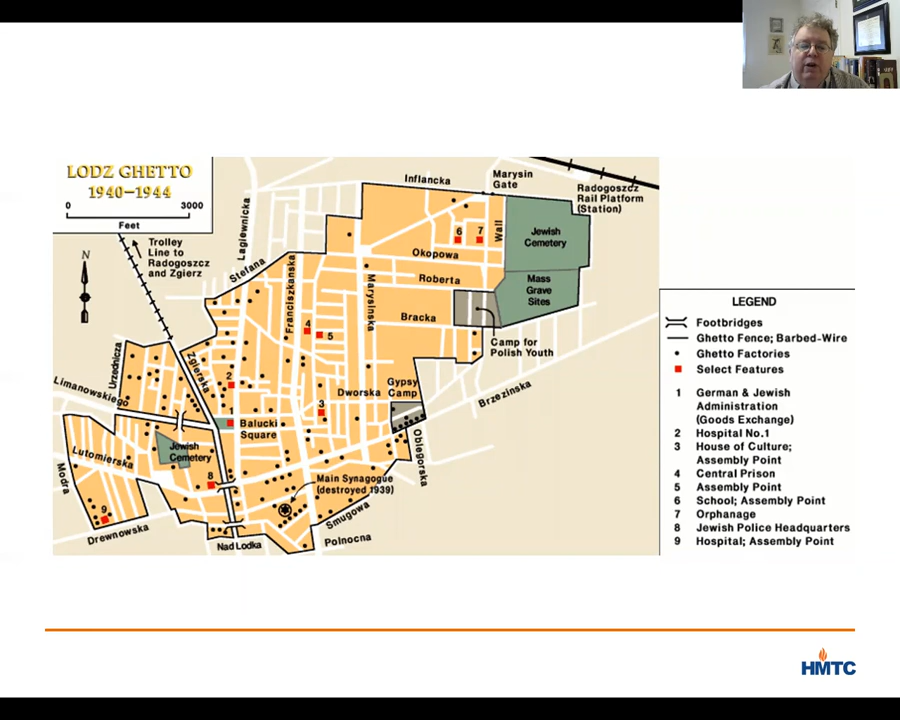 LODZ GHETTO
1940–1944
0 3000
Feet
N
Trolley
Line to
Radogoszcz
and Zgierz
Lagiewnicka
Stefana
Inflancka
Marysin
Gate
Radogoszcz
Rail Platform
(Station)
Wall
6 7
Jewish
Cemetery
Okopowa
Roberta
Mass
Grave
Sites
Franciszkanska
Marysinska
Bracka
4
5
Camp for
Polish Youth
Urzednicza
Zgierska
2
Limanowskiego
Dworska
Gypsy
Camp
Brzezinska
3
1
Balucki
Square
Jewish
Cemetery
Lutomierska
Obiegorska
Modra
8
Main Synagogue
(destroyed 1939)
9
Smugowa
Drewnowska
Nad Lodka
Polnocna
LEGEND
Footbridges
Ghetto Fence; Barbed-Wire
Ghetto Factories
Select Features
1 German & Jewish
Administration
(Goods Exchange)
2 Hospital No.1
3 House of Culture;
Assembly Point
4 Central Prison
5 Assembly Point
6 School; Assembly Point
7 Orphanage
8 Jewish Police Headquarters
9 Hospital; Assembly Point
HMTC